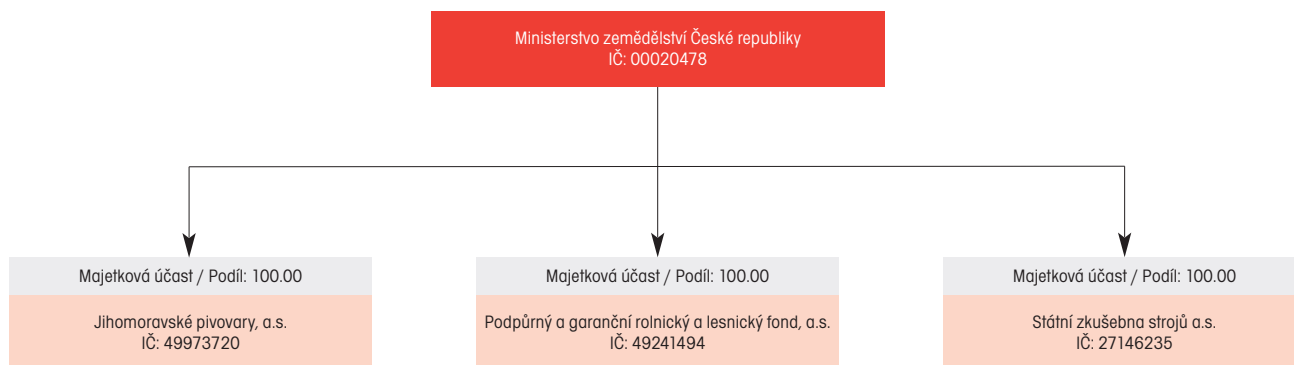 Ministerstvo zemědělství České republiky
IČ: 00020478
Majetková účast / Podíl: 100.00
Jihomoravské pivovary, a.s.
IČ: 49973720
Majetková účast / Podíl: 100.00
Podpůrný a garanční rolnický a lesnický fond, a.s.
IČ: 49241494
Majetková účast / Podíl: 100.00
Státní zkušebna strojů a.s.
IČ: 27146235